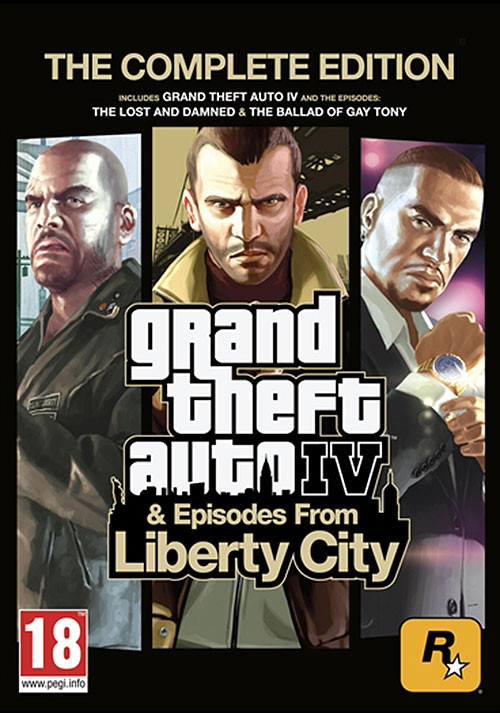 THE COMPLETE EDITION
INCLUDES GRAND THEFT AUTO IV AND THE EPISODES:
THE LOST AND DAMNED & THE BALLAD OF GAY TONY
grand
theft
auto IV
& Episodes From
Liberty City
18
www.pegi.info
R